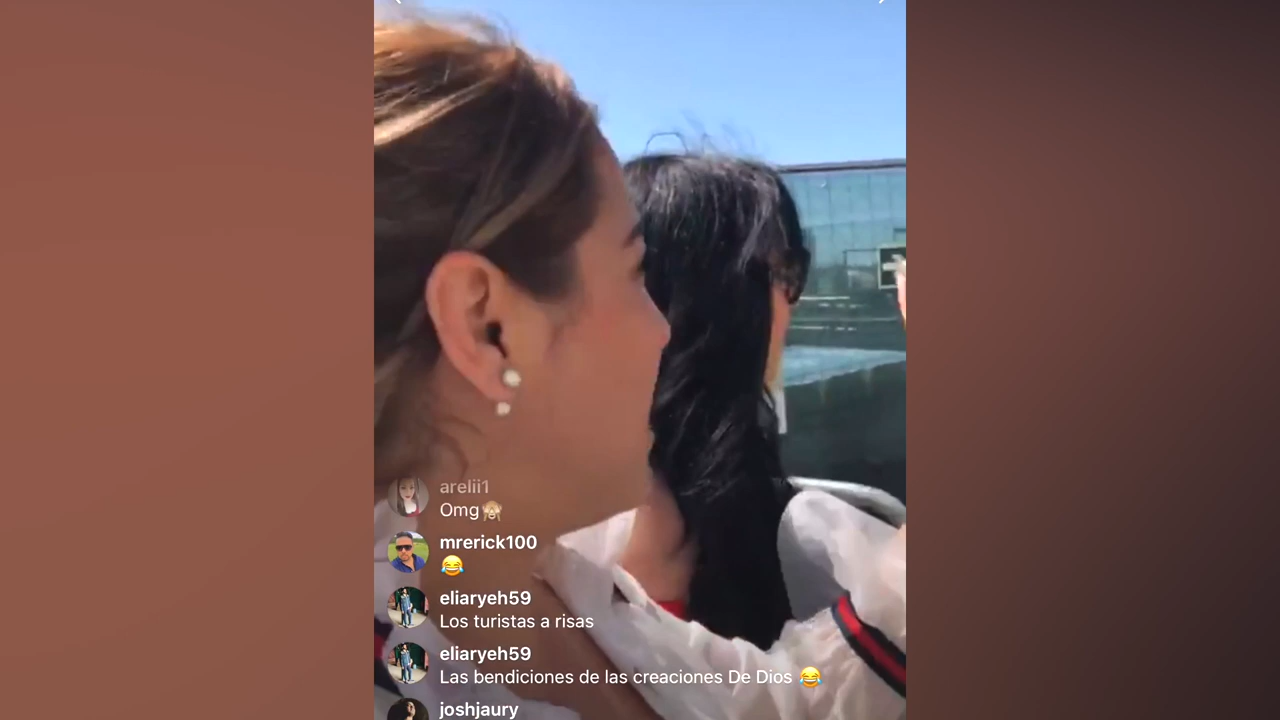 arelii1
Omg🙈
mrerick100
😂
eliaryeh59
Los turistas a risas
eliaryeh59
Las bendiciones de las creaciones De Dios 😂
joshjaury